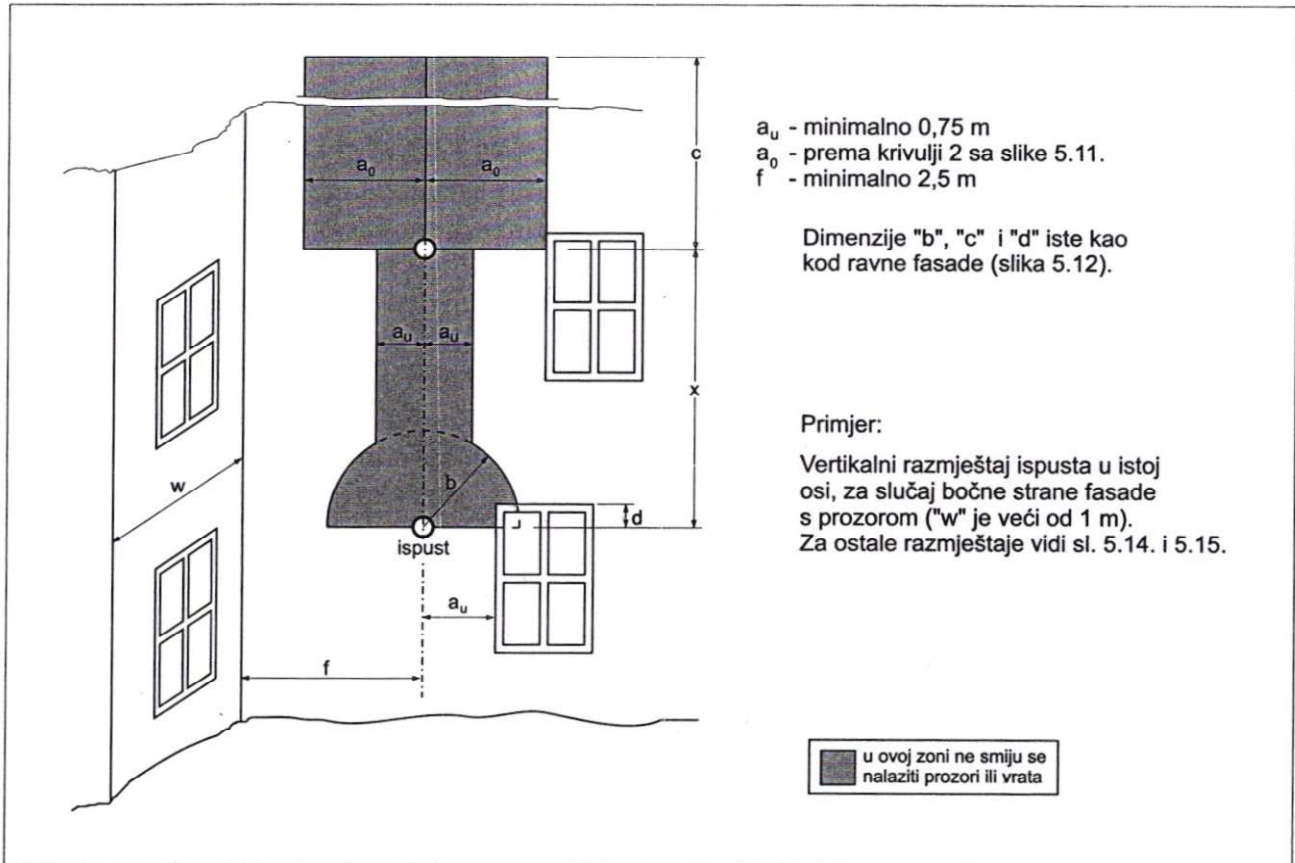 c
a₀ a₀
aᵤ aᵤ
x
b
w
d
ispust
aᵤ
f
aᵤ - minimalno 0,75 m
a₀ - prema krivulji 2 sa slike 5.11.
f - minimalno 2,5 m
Dimenzije "b", "c" i "d" iste kao
kod ravne fasade (slika 5.12).
Primjer:
Vertikalni razmještaj ispusta u istoj
osi, za slučaj bočne strane fasade
s prozorom ("w" je veći od 1 m).
Za ostale razmještaje vidi sl. 5.14. i 5.15.
u ovoj zoni ne smiju se
nalaziti prozori ili vrata